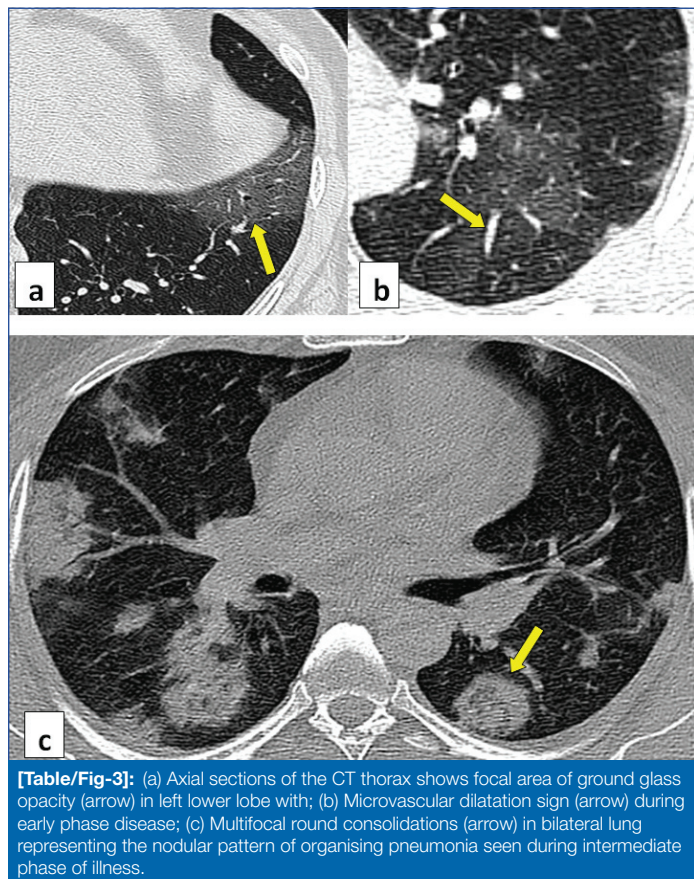 a
b
c
[Table/Fig-3]: (a) Axial sections of the CT thorax shows focal area of ground glass
opacity (arrow) in left lower lobe with; (b) Microvascular dilatation sign (arrow) during
early phase disease; (c) Multifocal round consolidations (arrow) in bilateral lung
representing the nodular pattern of organising pneumonia seen during intermediate
phase of illness.